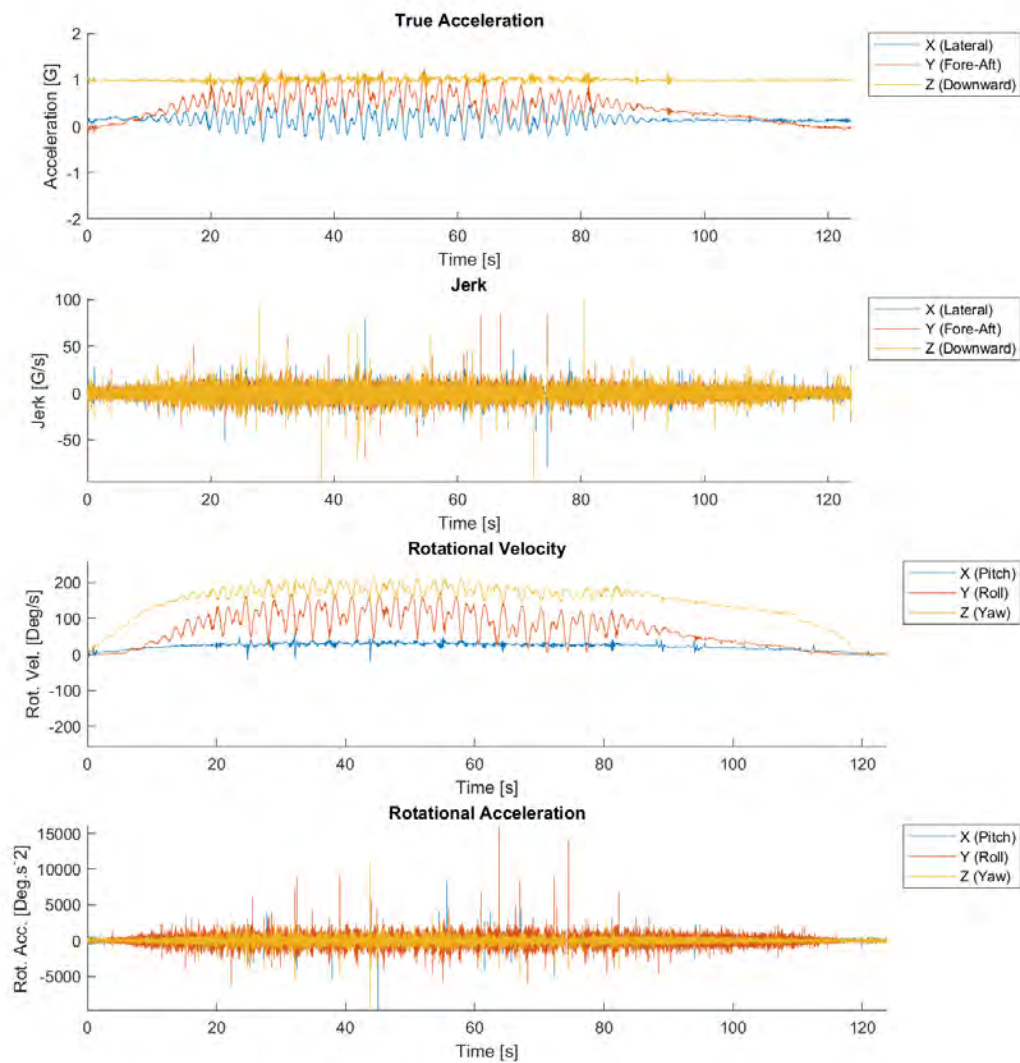 True Acceleration
2
1
0
-1
-2
Acceleration [G]
0 20 40 60 80 100 120
Time [s]
X (Lateral)
Y (Fore-Aft)
Z (Downward)
Jerk
100
50
0
-50
Jerk [G/s]
0 20 40 60 80 100 120
Time [s]
X (Lateral)
Y (Fore-Aft)
Z (Downward)
Rotational Velocity
200
100
0
-100
-200
Rot. Vel. [Deg/s]
0 20 40 60 80 100 120
Time [s]
X (Pitch)
Y (Roll)
Z (Yaw)
Rotational Acceleration
15000
10000
5000
0
-5000
Rot. Acc. [Deg.s^2]
0 20 40 60 80 100 120
Time [s]
X (Pitch)
Y (Roll)
Z (Yaw)